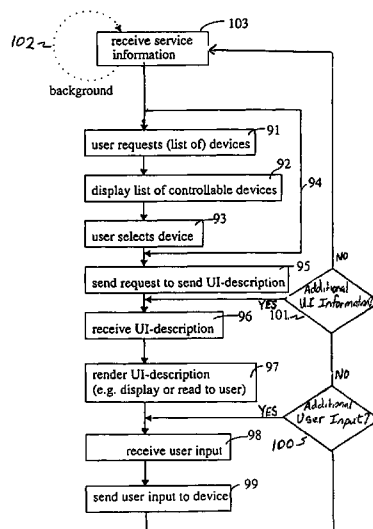 102
103
receive service
information
background
91
user requests (list of) devices
92
display list of controllable devices
93
94
user selects device
95
send request to send UI-description
NO
YES
Additional
UI Information?
101
96
receive UI-description
97
render UI-description
(e.g. display or read to user)
NO
YES
Additional
User Input?
100
98
receive user input
99
send user input to device